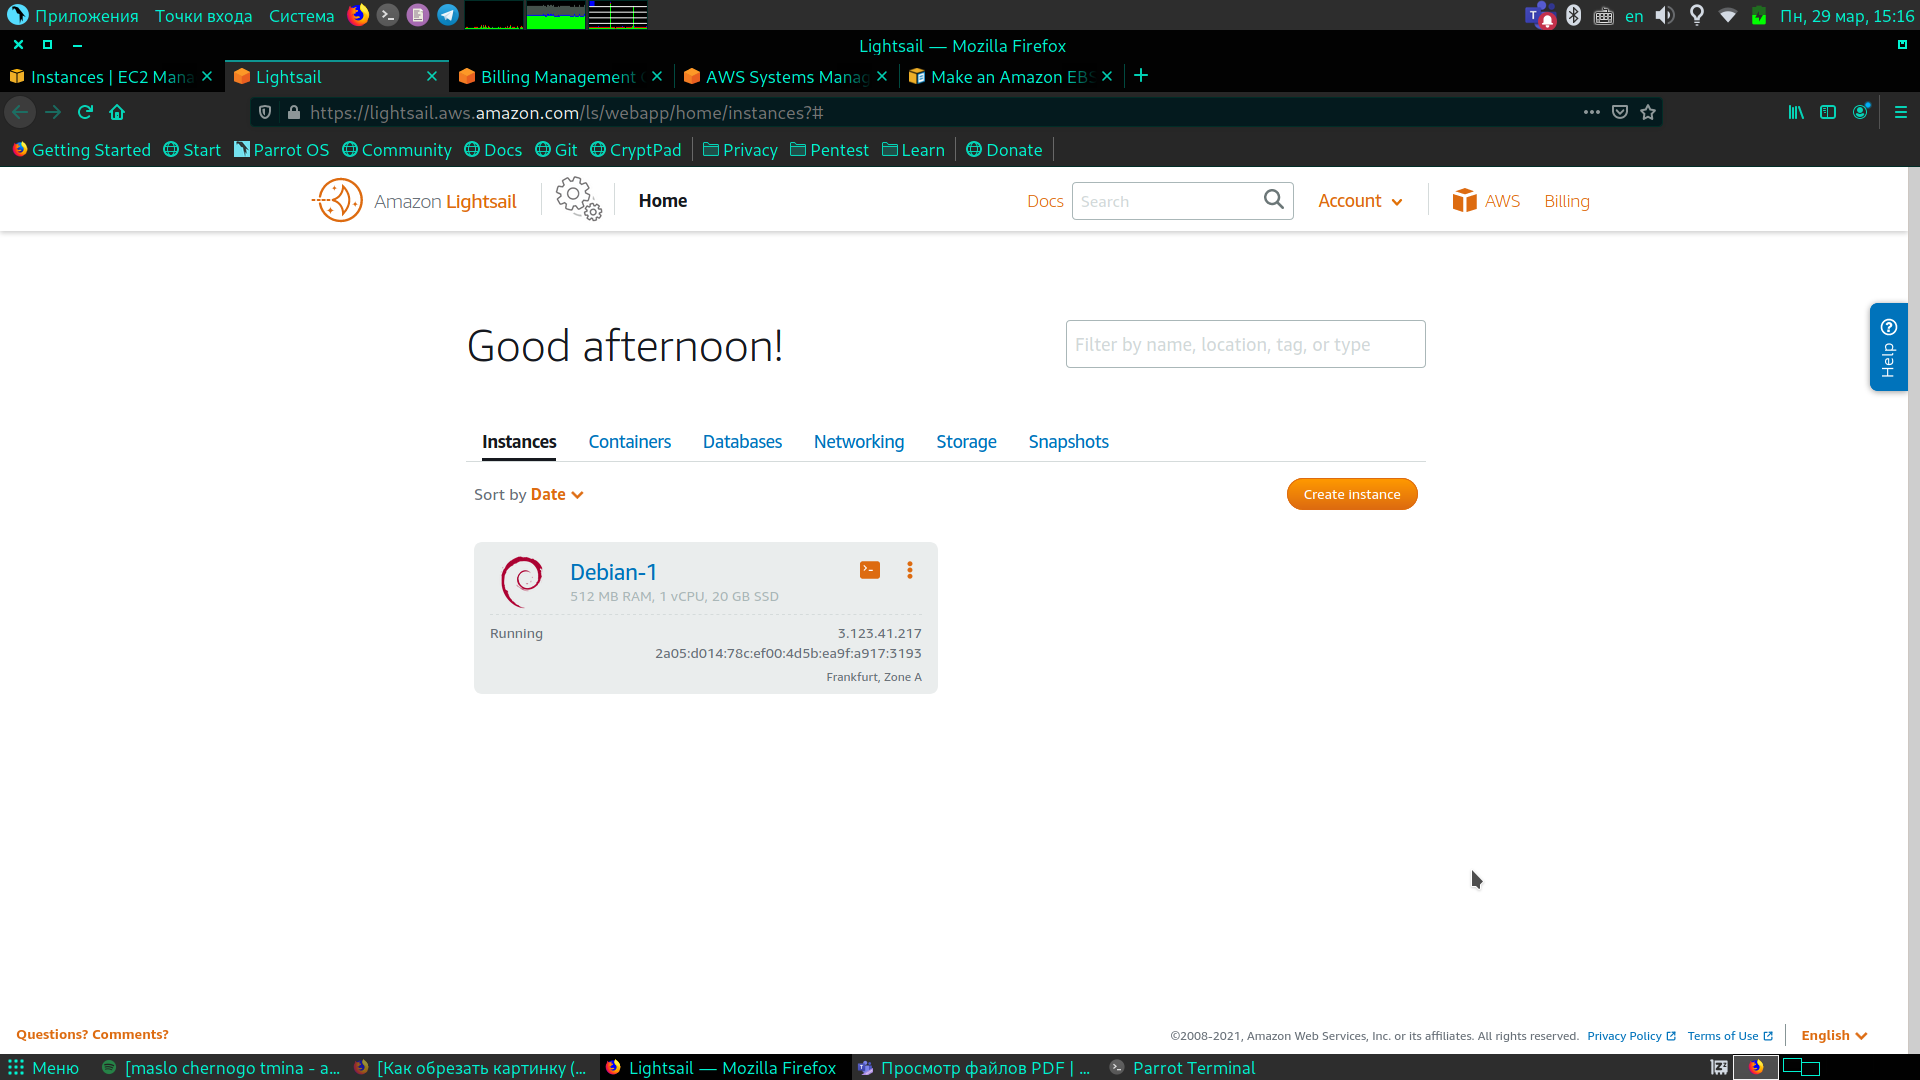 Приложения Точки входа Система en Пн, 29 мар, 15:16
Lightsail — Mozilla Firefox
Instances | EC2 Mana Lightsail Billing Management AWS Systems Manag Make an Amazon EBS
https://lightsail.aws.amazon.com/ls/webapp/home/instances?#
Getting Started Start Parrot OS Community Docs Git CryptPad Privacy Pentest Learn Donate
Amazon Lightsail Home Docs Search Account AWS Billing
Good afternoon!
Filter by name, location, tag, or type
Help
Instances Containers Databases Networking Storage Snapshots
Sort by Date Create instance
Debian-1
512 MB RAM, 1 vCPU, 20 GB SSD
Running 3.123.41.217
2a05:d014:78c:ef00:4d5b:ea9f:a917:3193
Frankfurt, Zone A
Questions? Comments? ©2008-2021, Amazon Web Services, Inc. or its affiliates. All rights reserved. Privacy Policy Terms of Use English
Меню [maslo chernogo tmina - a... [Как обрезать картинку (... Lightsail — Mozilla Firefox Просмотр файлов PDF | ... Parrot Terminal